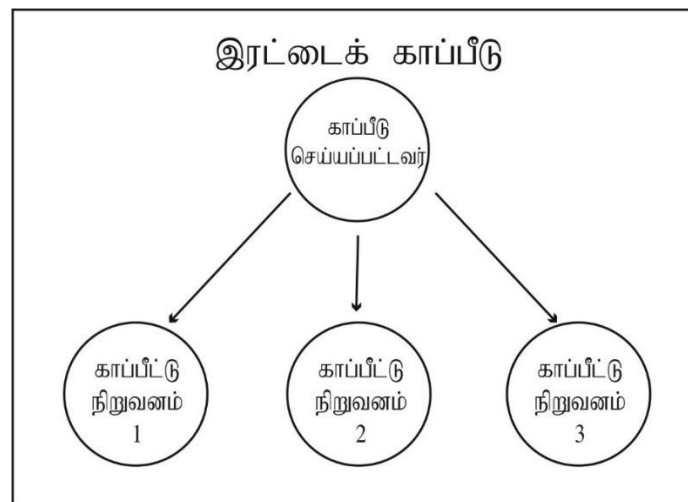 இரட்டைக் காப்பீடு
காப்பீடு
செய்யப்பட்டவர்
காப்பீட்டு
நிறுவனம்
1
காப்பீட்டு
நிறுவனம்
2
காப்பீட்டு
நிறுவனம்
3